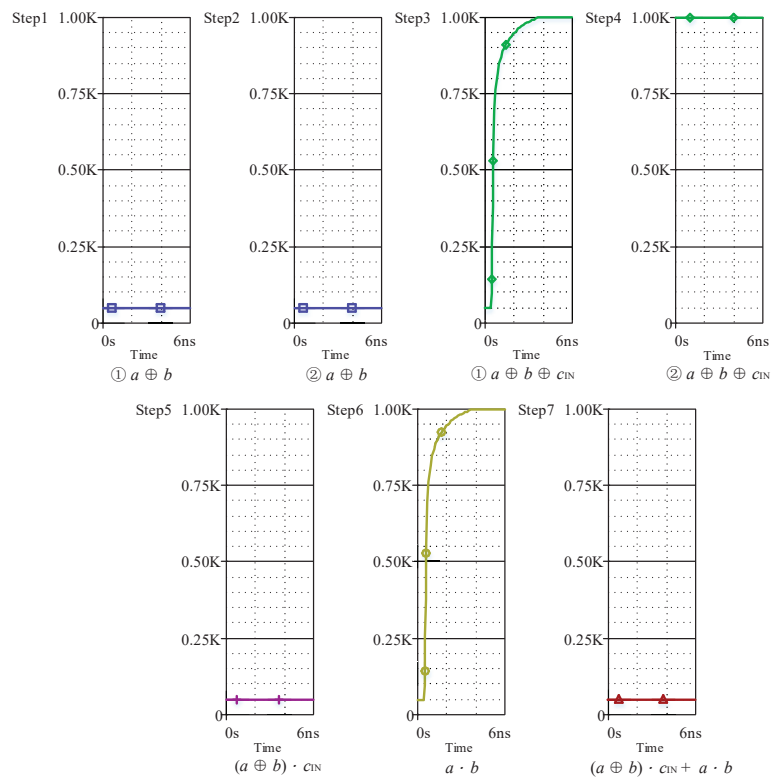 Step1 1.00K
0.75K
0.50K
0.25K
0
0s 6ns
Time
① a ⊕ b
Step2 1.00K
0.75K
0.50K
0.25K
0
0s 6ns
Time
② a ⊕ b
Step3 1.00K
0.75K
0.50K
0.25K
0
0s 6ns
Time
① a ⊕ b ⊕ cIN
Step4 1.00K
0.75K
0.50K
0.25K
0
0s 6ns
Time
② a ⊕ b ⊕ cIN
Step5 1.00K
0.75K
0.50K
0.25K
0
0s 6ns
Time
(a ⊕ b) · cIN
Step6 1.00K
0.75K
0.50K
0.25K
0
0s 6ns
Time
a · b
Step7 1.00K
0.75K
0.50K
0.25K
0
0s 6ns
Time
(a ⊕ b) · cIN + a · b